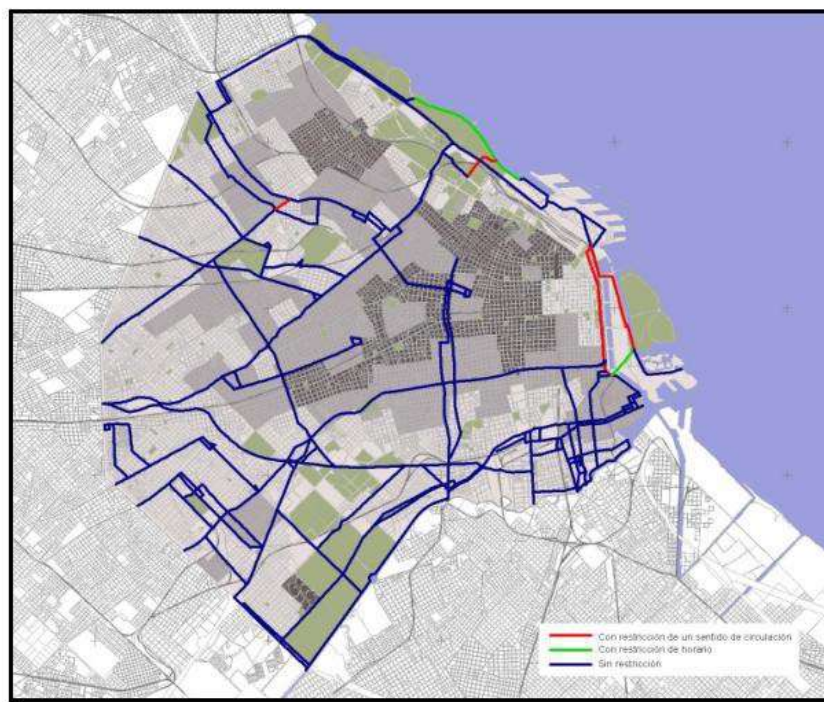 Con restricción de un sentido de circulación
Con restricción de horario
Sin restricción